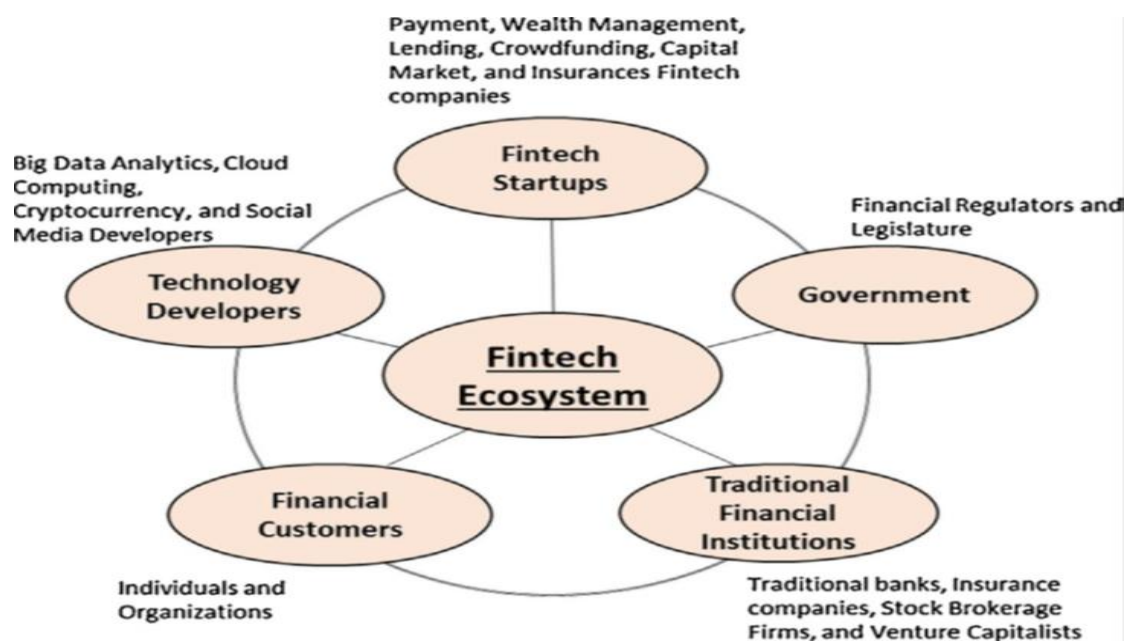 Payment, Wealth Management,
Lending, Crowdfunding, Capital
Market, and Insurances Fintech
companies
Fintech
Startups
Big Data Analytics, Cloud
Computing,
Cryptocurrency, and Social
Media Developers
Technology
Developers
Financial Regulators and
Legislature
Government
Fintech
Ecosystem
Financial
Customers
Individuals and
Organizations
Traditional
Financial
Institutions
Traditional banks, Insurance
companies, Stock Brokerage
Firms, and Venture Capitalists